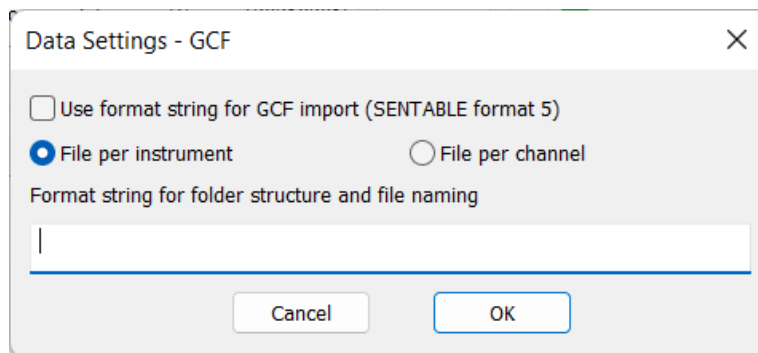 Data Settings - GCF
Use format string for GCF import (SENTABLE format 5)
File per instrument
File per channel
Format string for folder structure and file naming
Cancel
OK